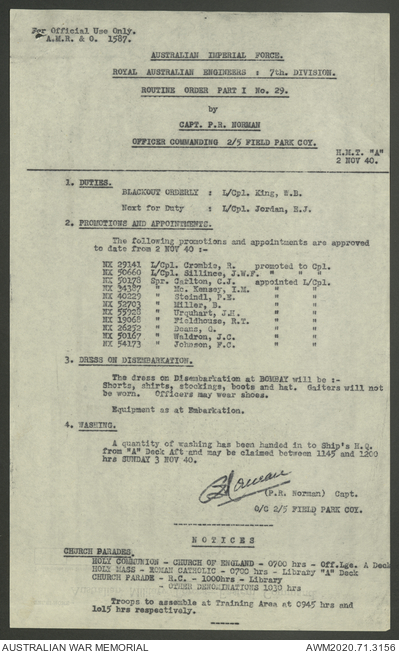 For Official Use Only.
A.M.R. & O. 1587.
AUSTRALIAN IMPERIAL FORCE.
ROYAL AUSTRALIAN ENGINEERS : 7th. DIVISION.
ROUTINE ORDER PART I No. 29.
by
CAPT. P.R. NORMAN
OFFICER COMMANDING 2/5 FIELD PARK COY.
H.M.T. "A"
2 NOV 40.
1. DUTIES.
BLACKOUT ORDERLY : L/Cpl. King, W.B.
Next for Duty : L/Cpl. Jordan, E.J.
2. PROMOTIONS AND APPOINTMENTS.
The following promotions and appointments are approved
to date from 2 NOV 40 :-
NX 29141 L/Cpl. Crombie, R. promoted to Cpl.
NX 50660 L/Cpl. Sillince, J.W.F. " " "
NX 50178 Spr. Carlton, C.J. appointed L/Cpl.
NX 34387 " Mc. Kensey, I.M. " "
NX 40229 " Steindl, P.E. " "
NX 52703 " Miller, B. " "
NX 55928 " Urquhart, J.H. " "
NX 19068 " Fieldhouse, R.Y. " "
NX 26252 " Deans, G. " "
NX 50167 " Waldron, J.C. " "
NX 54173 " Johnson, F.C. " "
3. DRESS ON DISEMBARKATION.
The dress on Disembarkation at BOMBAY will be :-
Shorts, shirts, stockings, boots and hat. Gaiters will not
be worn. Officers may wear shoes.
Equipment as at Embarkation.
4. WASHING.
A quantity of washing has been handed in to Ship's H.Q.
from "A" Deck Aft and may be claimed between 1145 and 1200
hrs SUNDAY 3 NOV 40.
(P.R. Norman) Capt.
O/C 2/5 FIELD PARK COY.
NOTICES
CHURCH PARADES
HOLY COMMUNION - CHURCH OF ENGLAND - 0700 hrs - Off.Lge. A Deck
HOLY MASS - ROMAN CATHOLIC - 0700 hrs - Library "A" Deck
CHURCH PARADE - R.C. - 1000hrs - Library
- OTHER DENOMINATIONS 1030 hrs
Troops to assemble at Training Area at 0945 hrs and
1015 hrs respectively.
AUSTRALIAN WAR MEMORIAL
AWM2020.71.3156